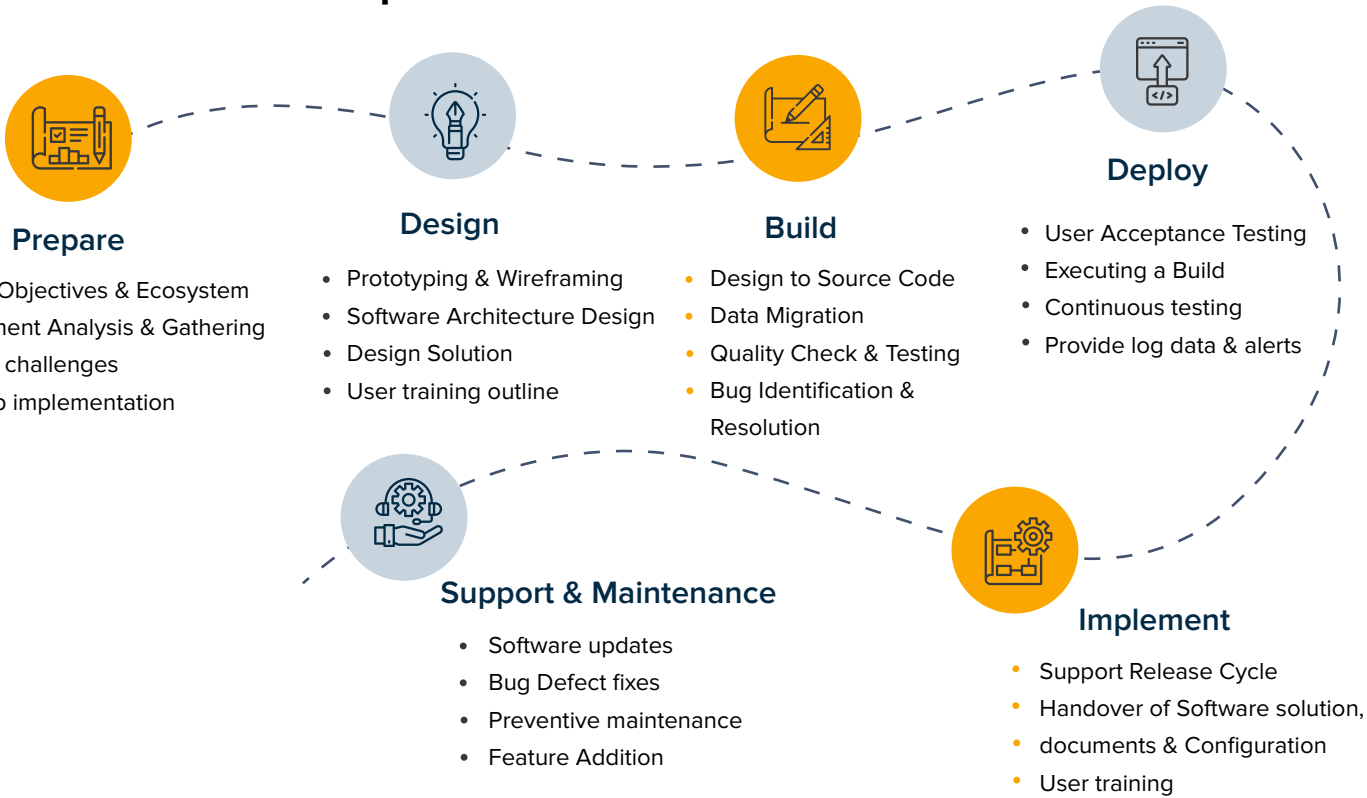 Prepare
Objectives & Ecosystem
Analysis & Gathering
challenges
implementation
Design
• Prototyping & Wireframing
• Software Architecture Design
• Design Solution
• User training outline
Build
• Design to Source Code
• Data Migration
• Quality Check & Testing
• Bug Identification &
Resolution
Deploy
• User Acceptance Testing
• Executing a Build
• Continuous testing
• Provide log data & alerts
</>
Support & Maintenance
• Software updates
• Bug Defect fixes
• Preventive maintenance
• Feature Addition
Implement
• Support Release Cycle
• Handover of Software solution,
• documents & Configuration
• User training